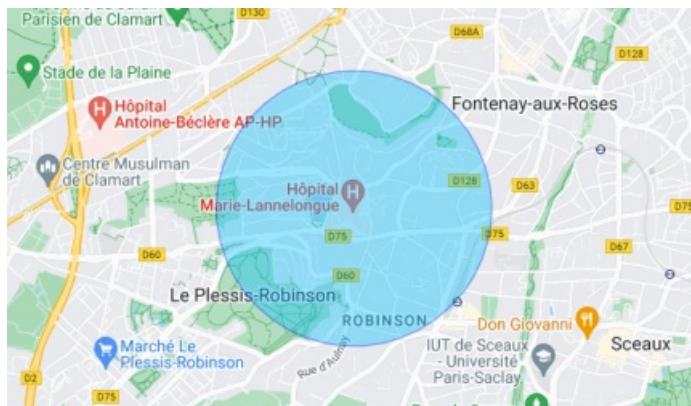 Parisien de Clamart
D130
D68A
D128
Stade de la Plaine
Fontenay-aux-Roses
Hôpital
Antoine-Béclère AP-HP
Centre Musulman
de Clamart
Hôpital
Marie-Lannelongue
D128
D63
D75
D75
D75
D67
D60
D60
Le Plessis-Robinson
ROBINSON
Don Giovanni
Marché Le
Plessis-Robinson
Rue d'Aulnay
IUT de Sceaux
- Université
Paris-Saclay
Sceaux
D2
D75